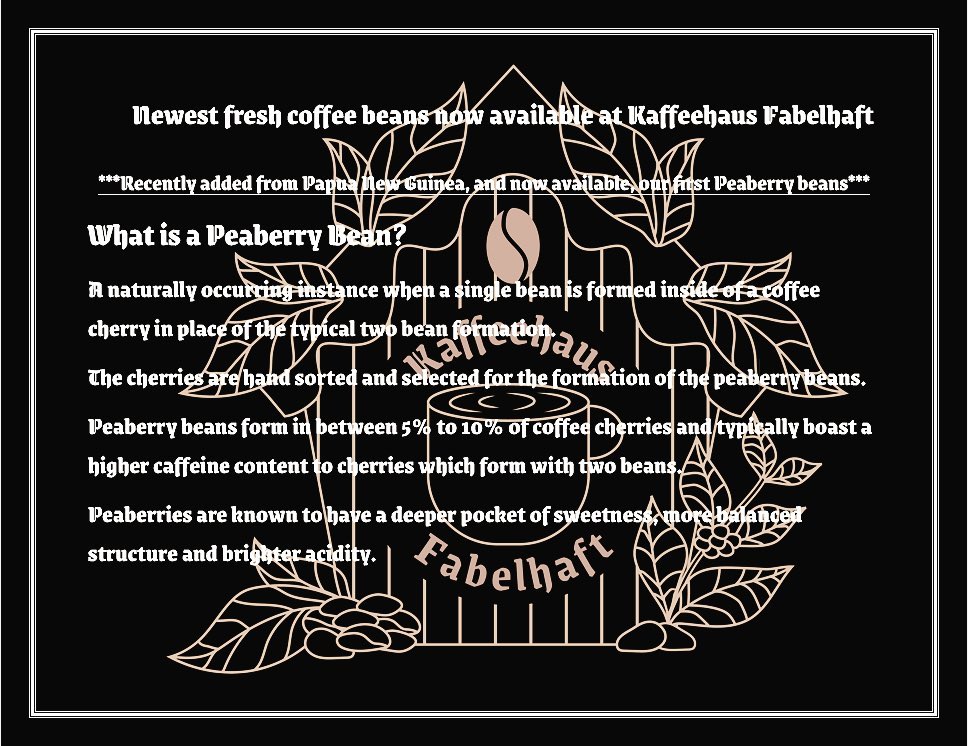 Newest fresh coffee beans now available at Kaffeehaus Fabelhaft
***Recently added from Papua New Guinea, and now available, our first Peaberry beans***
What is a Peaberry Bean?
A naturally occurring instance when a single bean is formed inside of a coffee
cherry in place of the typical two bean formation.
Kaffeehaus
The cherries are hand sorted and selected for the formation of the peaberry beans.
Peaberry beans form in between 5% to 10% of coffee cherries and typically boast a
higher caffeine content to cherries which form with two beans.
Peaberries are known to have a deeper pocket of sweetness, more balanced
structure and brighter acidity.
Fabelhaft